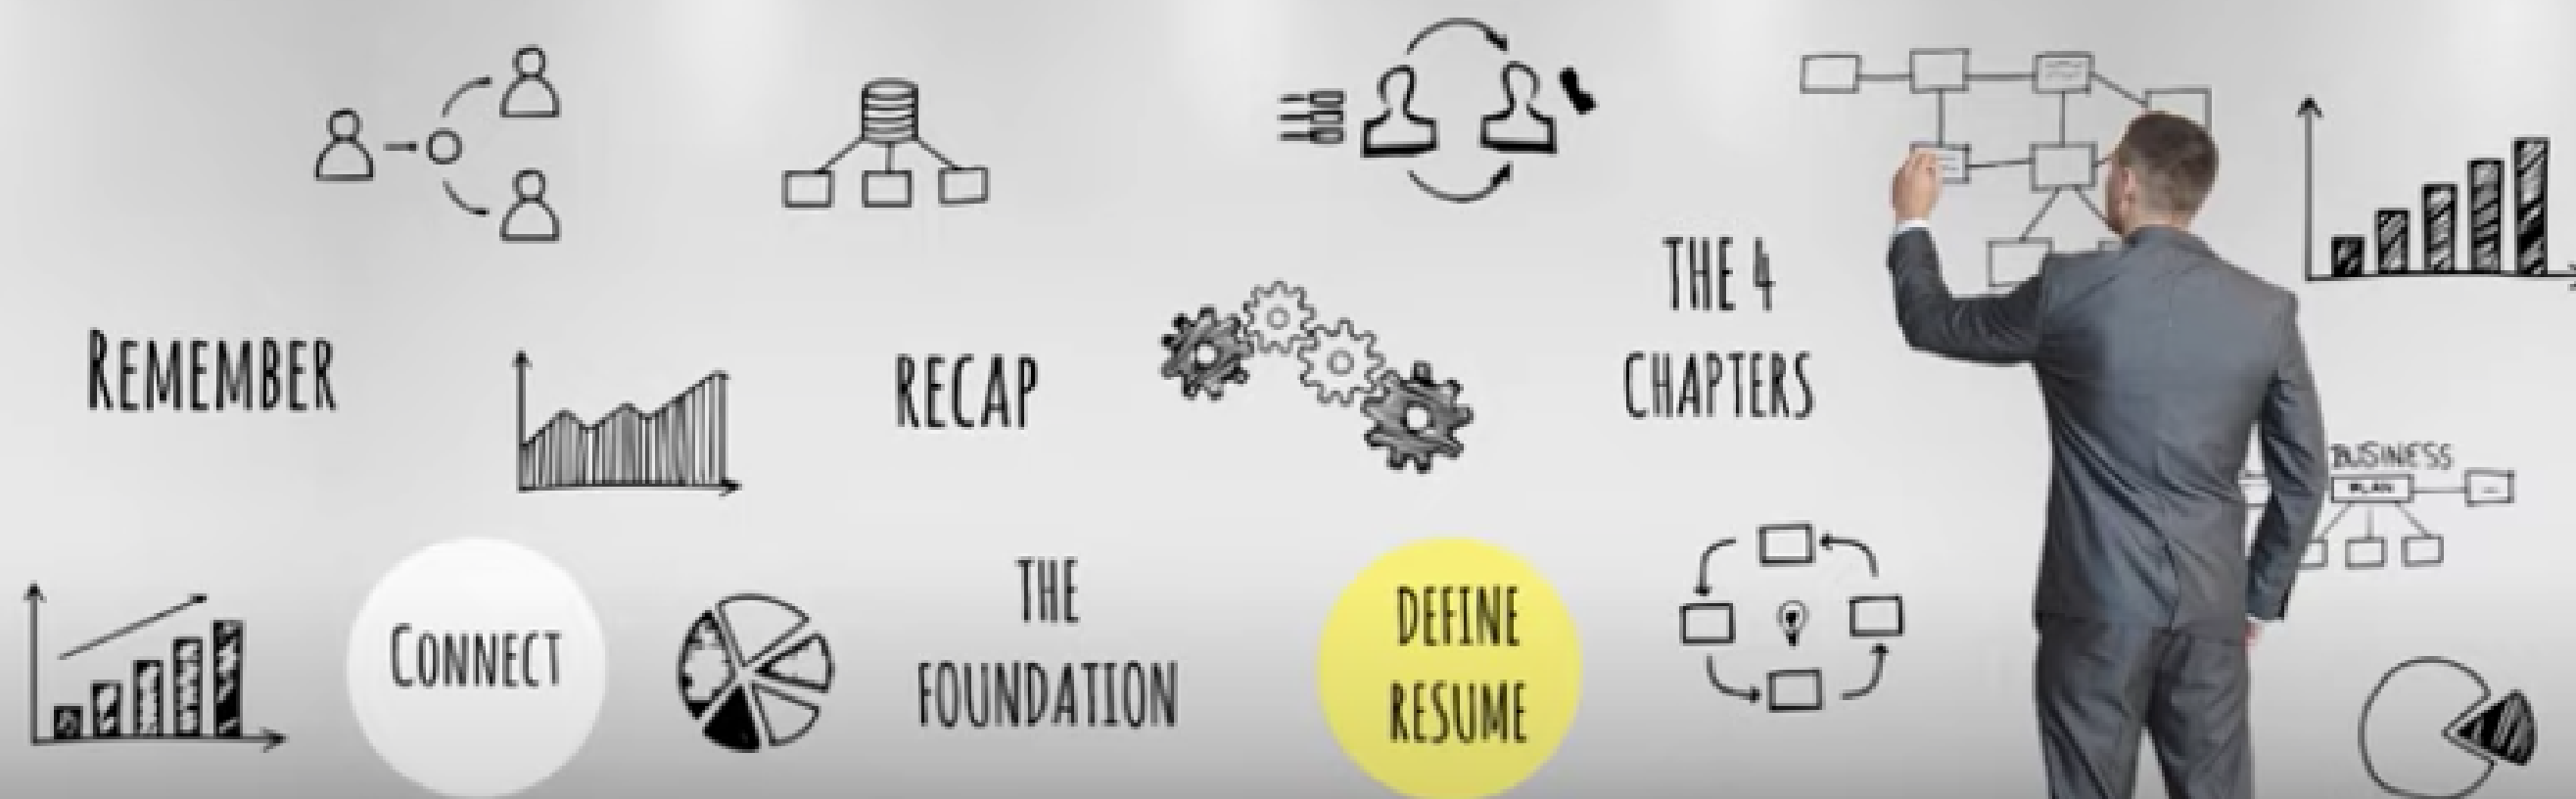 THE 4
CHAPTERS
REMEMBER
RECAP
BUSINESS
PLAN
THE
FOUNDATION
DEFINE
RESUME
CONNECT